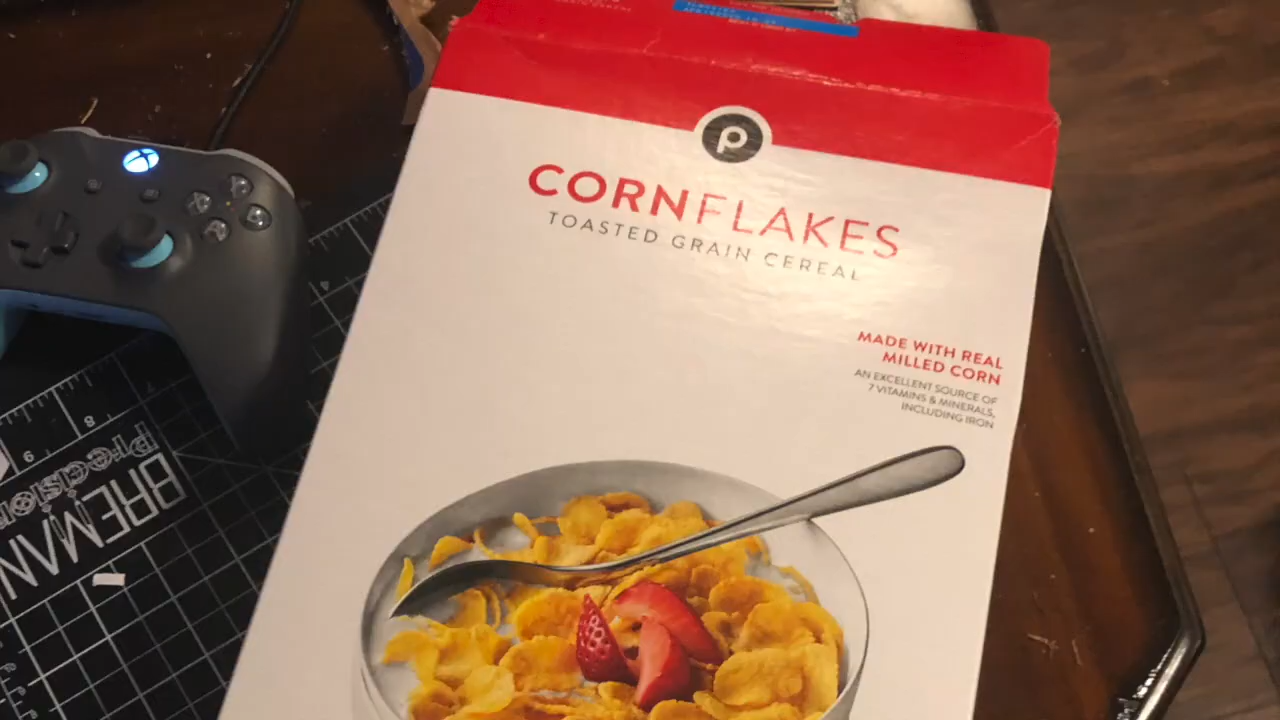 p
CORNFLAKES
TOASTED GRAIN CEREAL
MADE WITH REAL
MILLED CORN
AN EXCELLENT SOURCE OF
7 VITAMINS & MINERALS,
INCLUDING IRON
Y
X
B
A
8
9
BREMAN
Precision